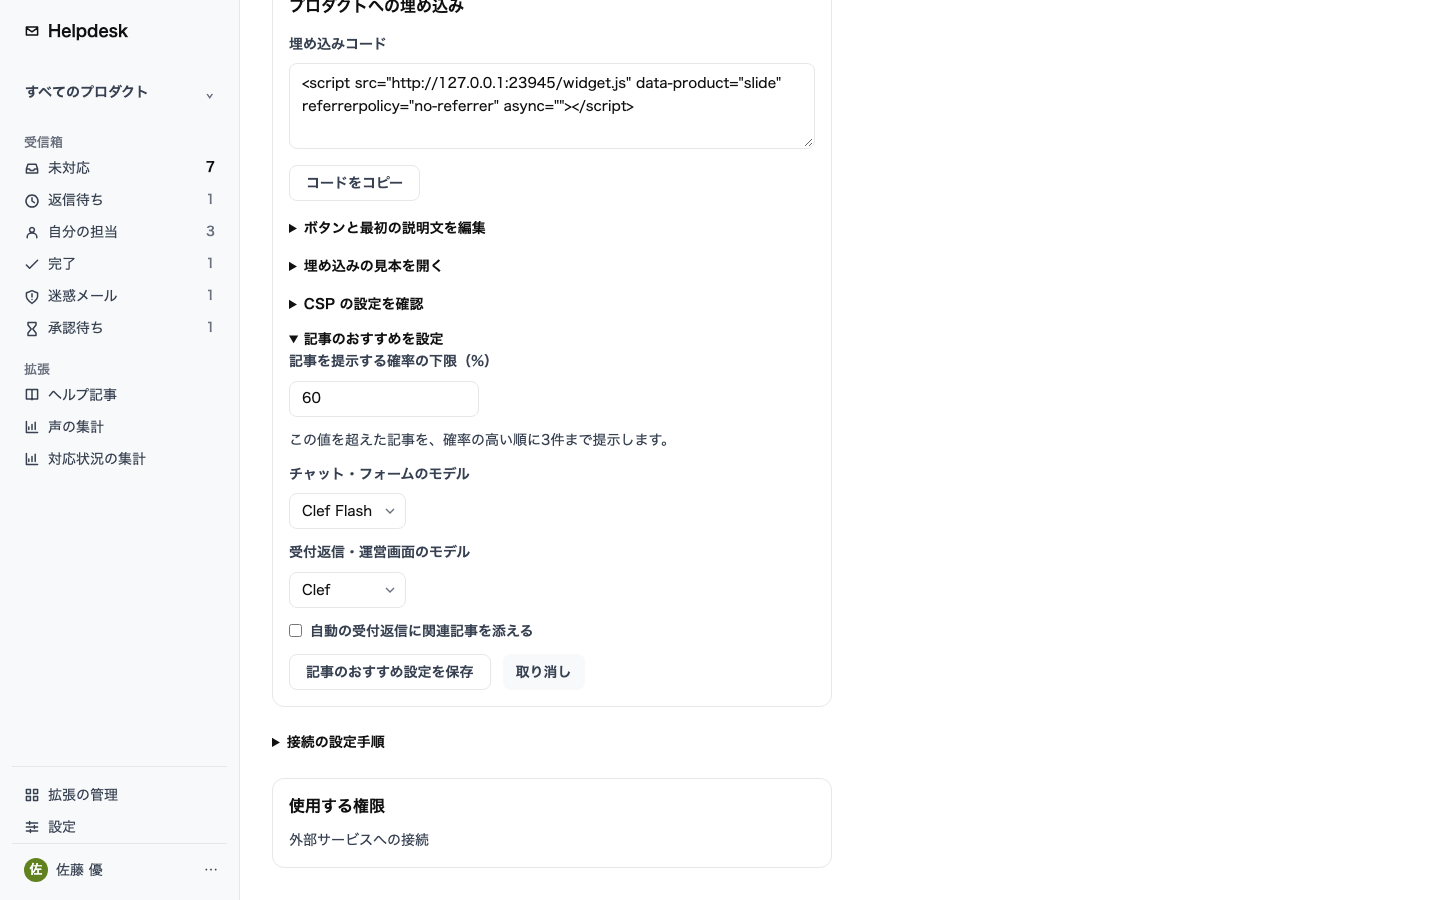 Helpdesk
すべてのプロダクト
受信箱
未対応 7
返信待ち 1
自分の担当 3
完了 1
迷惑メール 1
承認待ち 1
拡張
ヘルプ記事
声の集計
対応状況の集計
拡張の管理
設定
佐 佐藤 優 …
プロダクトへの埋め込み
埋め込みコード
<script src="http://127.0.0.1:23945/widget.js" data-product="slide"
referrerpolicy="no-referrer" async=""></script>
コードをコピー
ボタンと最初の説明文を編集
埋め込みの見本を開く
CSP の設定を確認
記事のおすすめを設定
記事を提示する確率の下限（%）
60
この値を超えた記事を、確率の高い順に3件まで提示します。
チャット・フォームのモデル
Clef Flash
受付返信・運営画面のモデル
Clef
自動の受付返信に関連記事を添える
記事のおすすめ設定を保存 取り消し
接続の設定手順
使用する権限
外部サービスへの接続